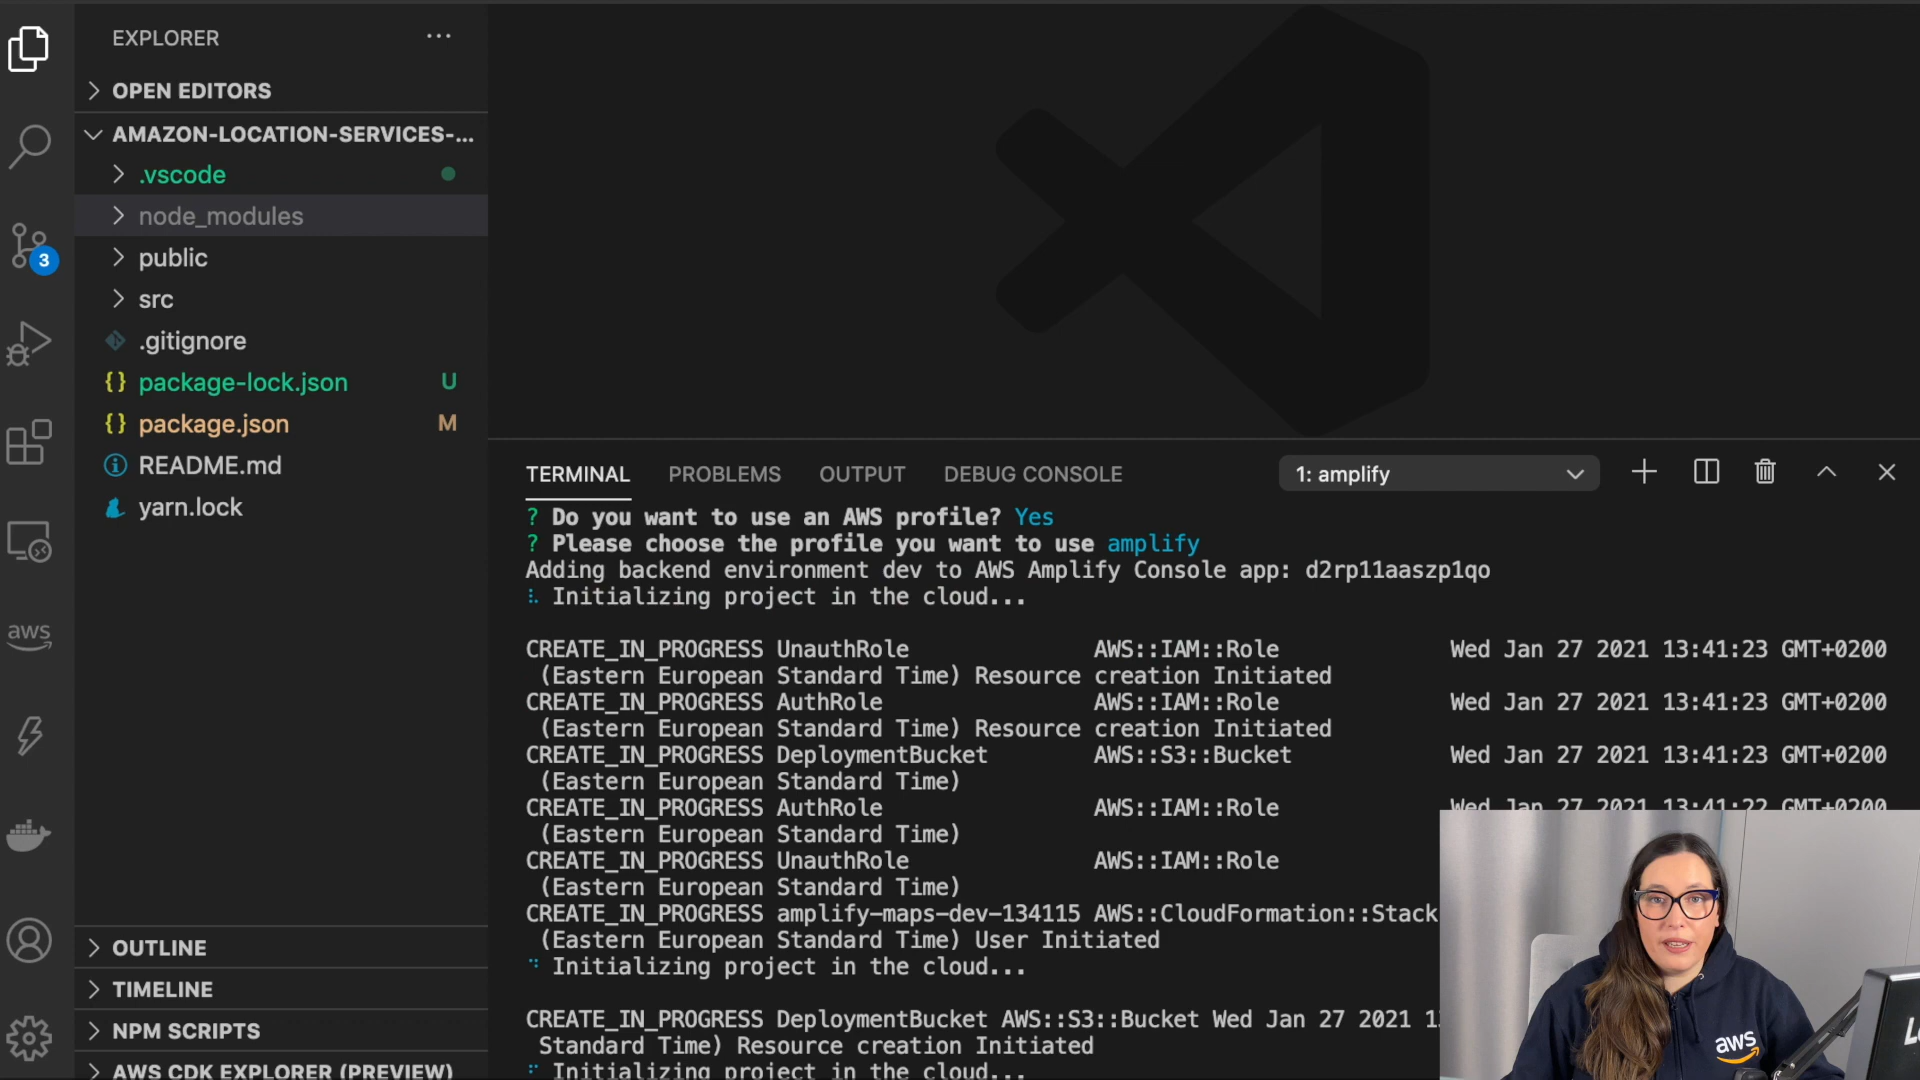 EXPLORER
OPEN EDITORS
AMAZON-LOCATION-SERVICES-...
.vscode
node_modules
public
src
.gitignore
package-lock.json U
package.json M
README.md
yarn.lock
3
aws
OUTLINE
TIMELINE
NPM SCRIPTS
AWS CDK EXPLORER (PREVIEW)
TERMINAL PROBLEMS OUTPUT DEBUG CONSOLE 1: amplify
? Do you want to use an AWS profile? Yes
? Please choose the profile you want to use amplify
Adding backend environment dev to AWS Amplify Console app: d2rp11aaszp1qo
Initializing project in the cloud...
CREATE_IN_PROGRESS UnauthRole AWS::IAM::Role Wed Jan 27 2021 13:41:23 GMT+0200
(Eastern European Standard Time) Resource creation Initiated
CREATE_IN_PROGRESS AuthRole AWS::IAM::Role Wed Jan 27 2021 13:41:23 GMT+0200
(Eastern European Standard Time) Resource creation Initiated
CREATE_IN_PROGRESS DeploymentBucket AWS::S3::Bucket Wed Jan 27 2021 13:41:23 GMT+0200
(Eastern European Standard Time)
CREATE_IN_PROGRESS AuthRole AWS::IAM::Role Wed Jan 27 2021 13:41:22 GMT+0200
(Eastern European Standard Time)
CREATE_IN_PROGRESS UnauthRole AWS::IAM::Role
(Eastern European Standard Time)
CREATE_IN_PROGRESS amplify-maps-dev-134115 AWS::CloudFormation::Stack
(Eastern European Standard Time) User Initiated
Initializing project in the cloud...
CREATE_IN_PROGRESS DeploymentBucket AWS::S3::Bucket Wed Jan 27 2021
Standard Time) Resource creation Initiated
Initializing project in the cloud...
aws